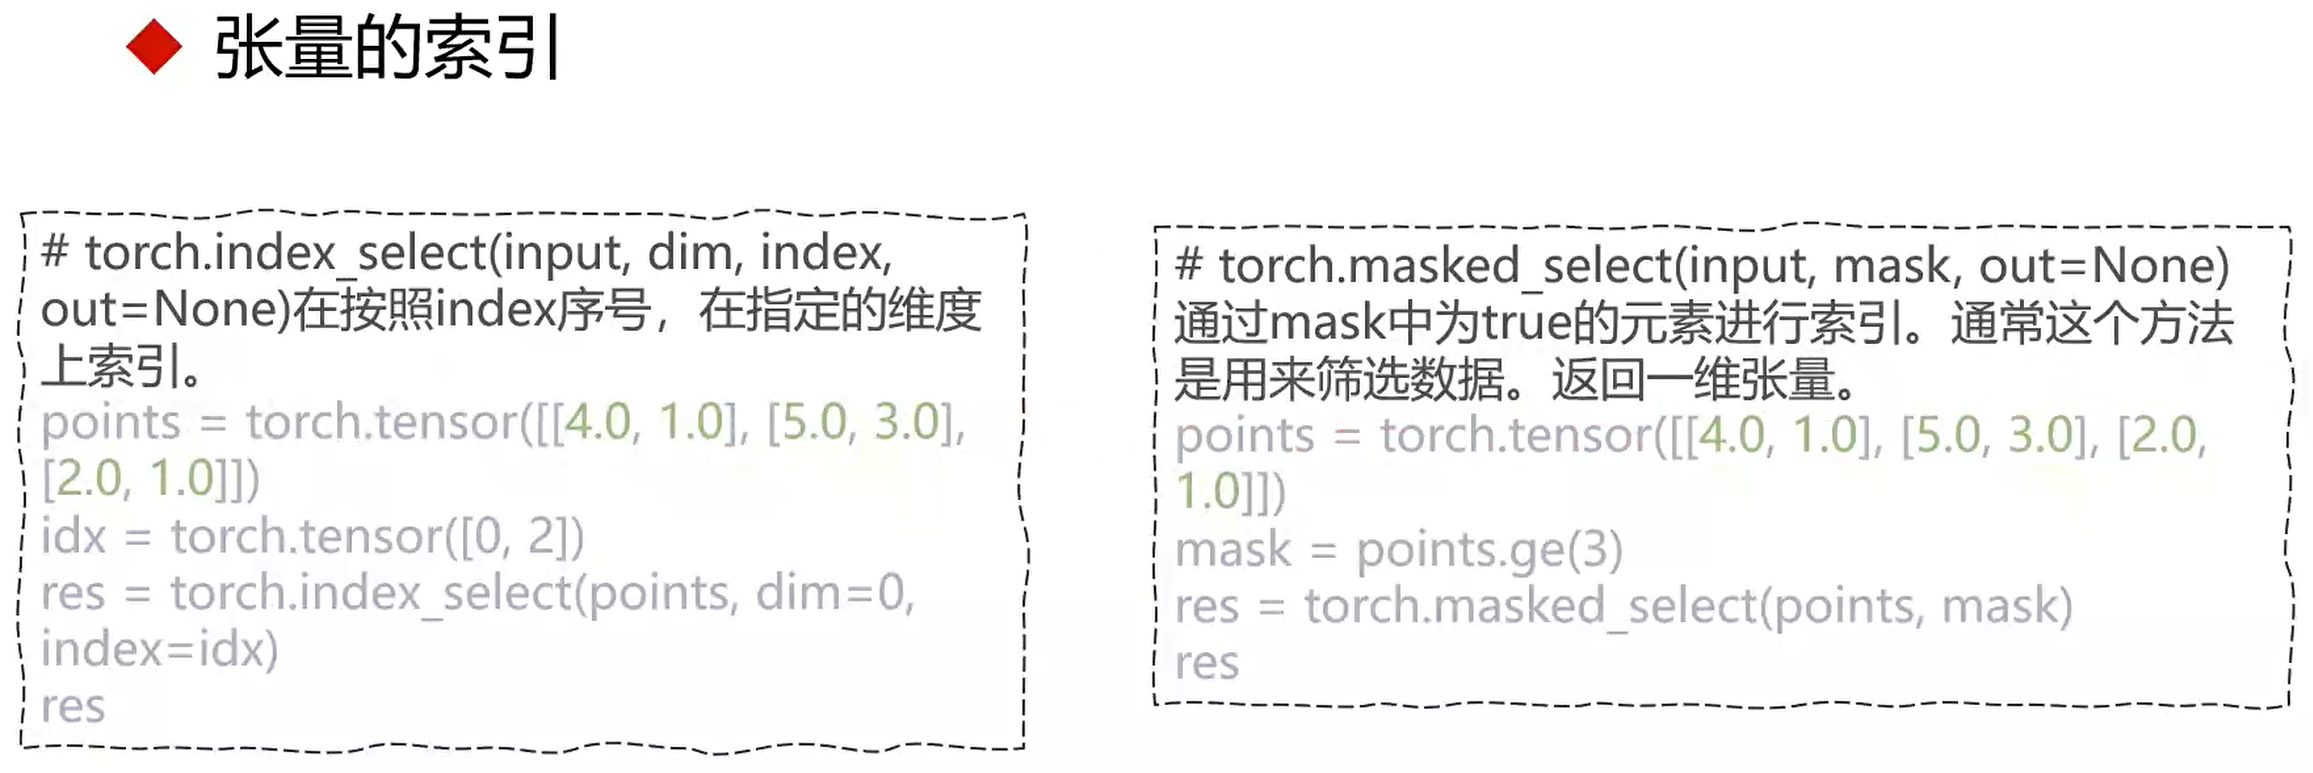 张量的索引
# torch.index_select(input, dim, index,
out=None)在按照index序号，在指定的维度
上索引。
points = torch.tensor([[4.0, 1.0], [5.0, 3.0],
[2.0, 1.0]])
idx = torch.tensor([0, 2])
res = torch.index_select(points, dim=0,
index=idx)
res
# torch.masked_select(input, mask, out=None)
通过mask中为true的元素进行索引。通常这个方法
是用来筛选数据。返回一维张量。
points = torch.tensor([[4.0, 1.0], [5.0, 3.0], [2.0,
1.0]])
mask = points.ge(3)
res = torch.masked_select(points, mask)
res